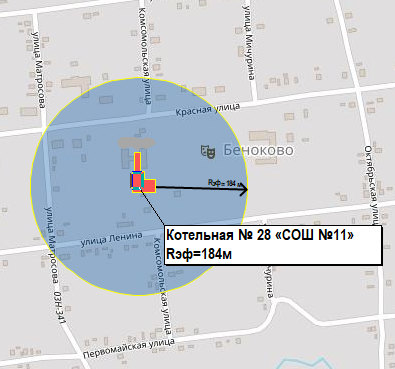 улица Матросова
Комсомольская улица
улица Мичурина
Красная улица
Беноково
Rэф= 184 м
Октябрьская улица
Котельная № 28 «СОШ №11»
Rэф=184м
улица Ленина
улица Матросова - 03Н-341
Комсомольская улица
чурина
Первомайская улица